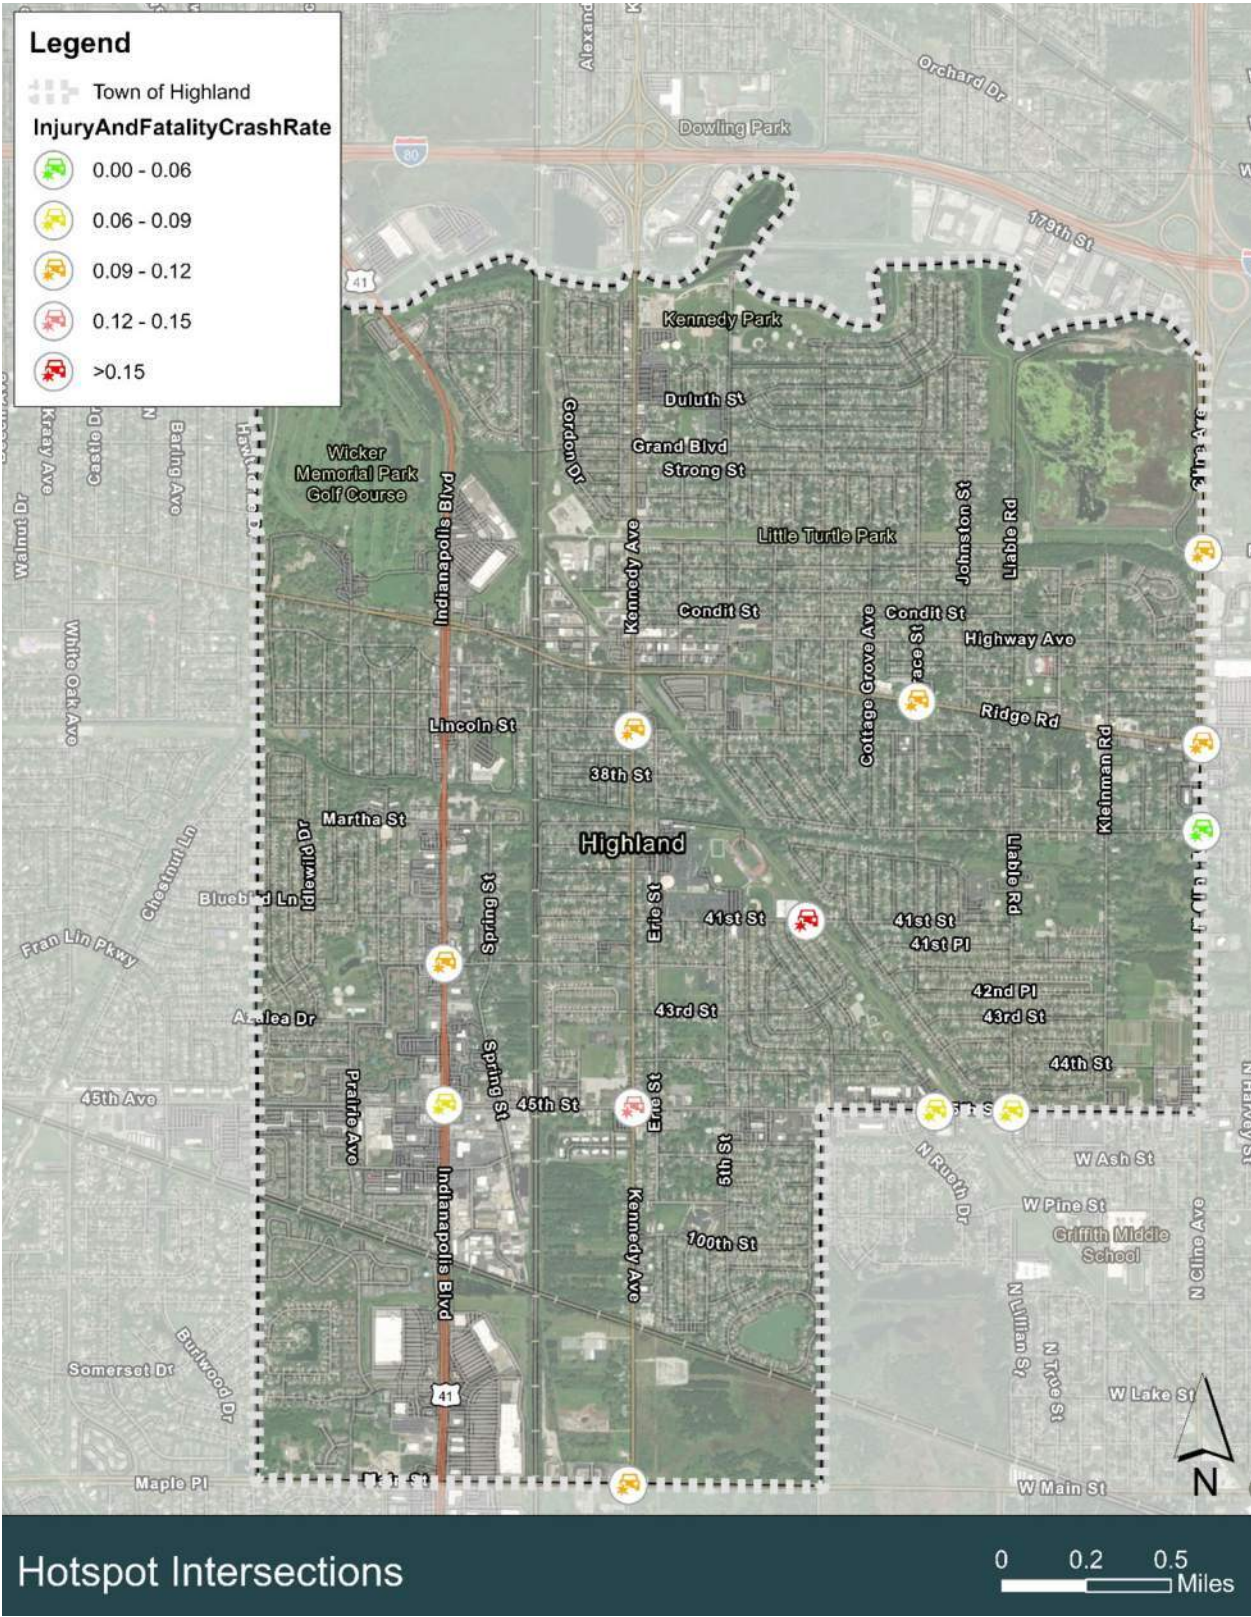 Legend
Town of Highland
InjuryAndFatalityCrashRate
0.00 - 0.06
0.06 - 0.09
0.09 - 0.12
0.12 - 0.15
>0.15
Orchard Dr
Dowling Park
80
179th St
41
Kennedy Park
Kraay Ave
Castle Dr
Baring Ave
Walnut Dr
Duluth St
Gordon Dr
Grand Blvd
Strong St
Wicker
Memorial Park
Golf Course
Cline Ave
Indianapolis Blvd
Kennedy Ave
Little Turtle Park
Johnston St
Liable Rd
White Oak Ave
Condit St
Condit St
Cottage Grove Ave
Highway Ave
Ridge Rd
Lincoln St
Kleinman Rd
38th St
Martha St
Idlewild Dr
Highland
Chestnut Ln
Liable Rd
Spring St
Erie St
41st St
41st St
41st Pl
Fran Lin Pkwy
42nd Pl
43rd St
43rd St
44th St
Spring St
Prairie Ave
45th Ave
45th St
Erie St
5th St
N Harvey St
W Ash St
N Rueth Dr
W Pine St
Griffith Middle
School
Indianapolis Blvd
Kennedy Ave
100th St
N Cline Ave
N Lillian St
N True St
Burlwood Dr
Somerset Dr
41
W Lake St
Maple Pl
Main St
W Main St
N
Hotspot Intersections
0 0.2 0.5
Miles